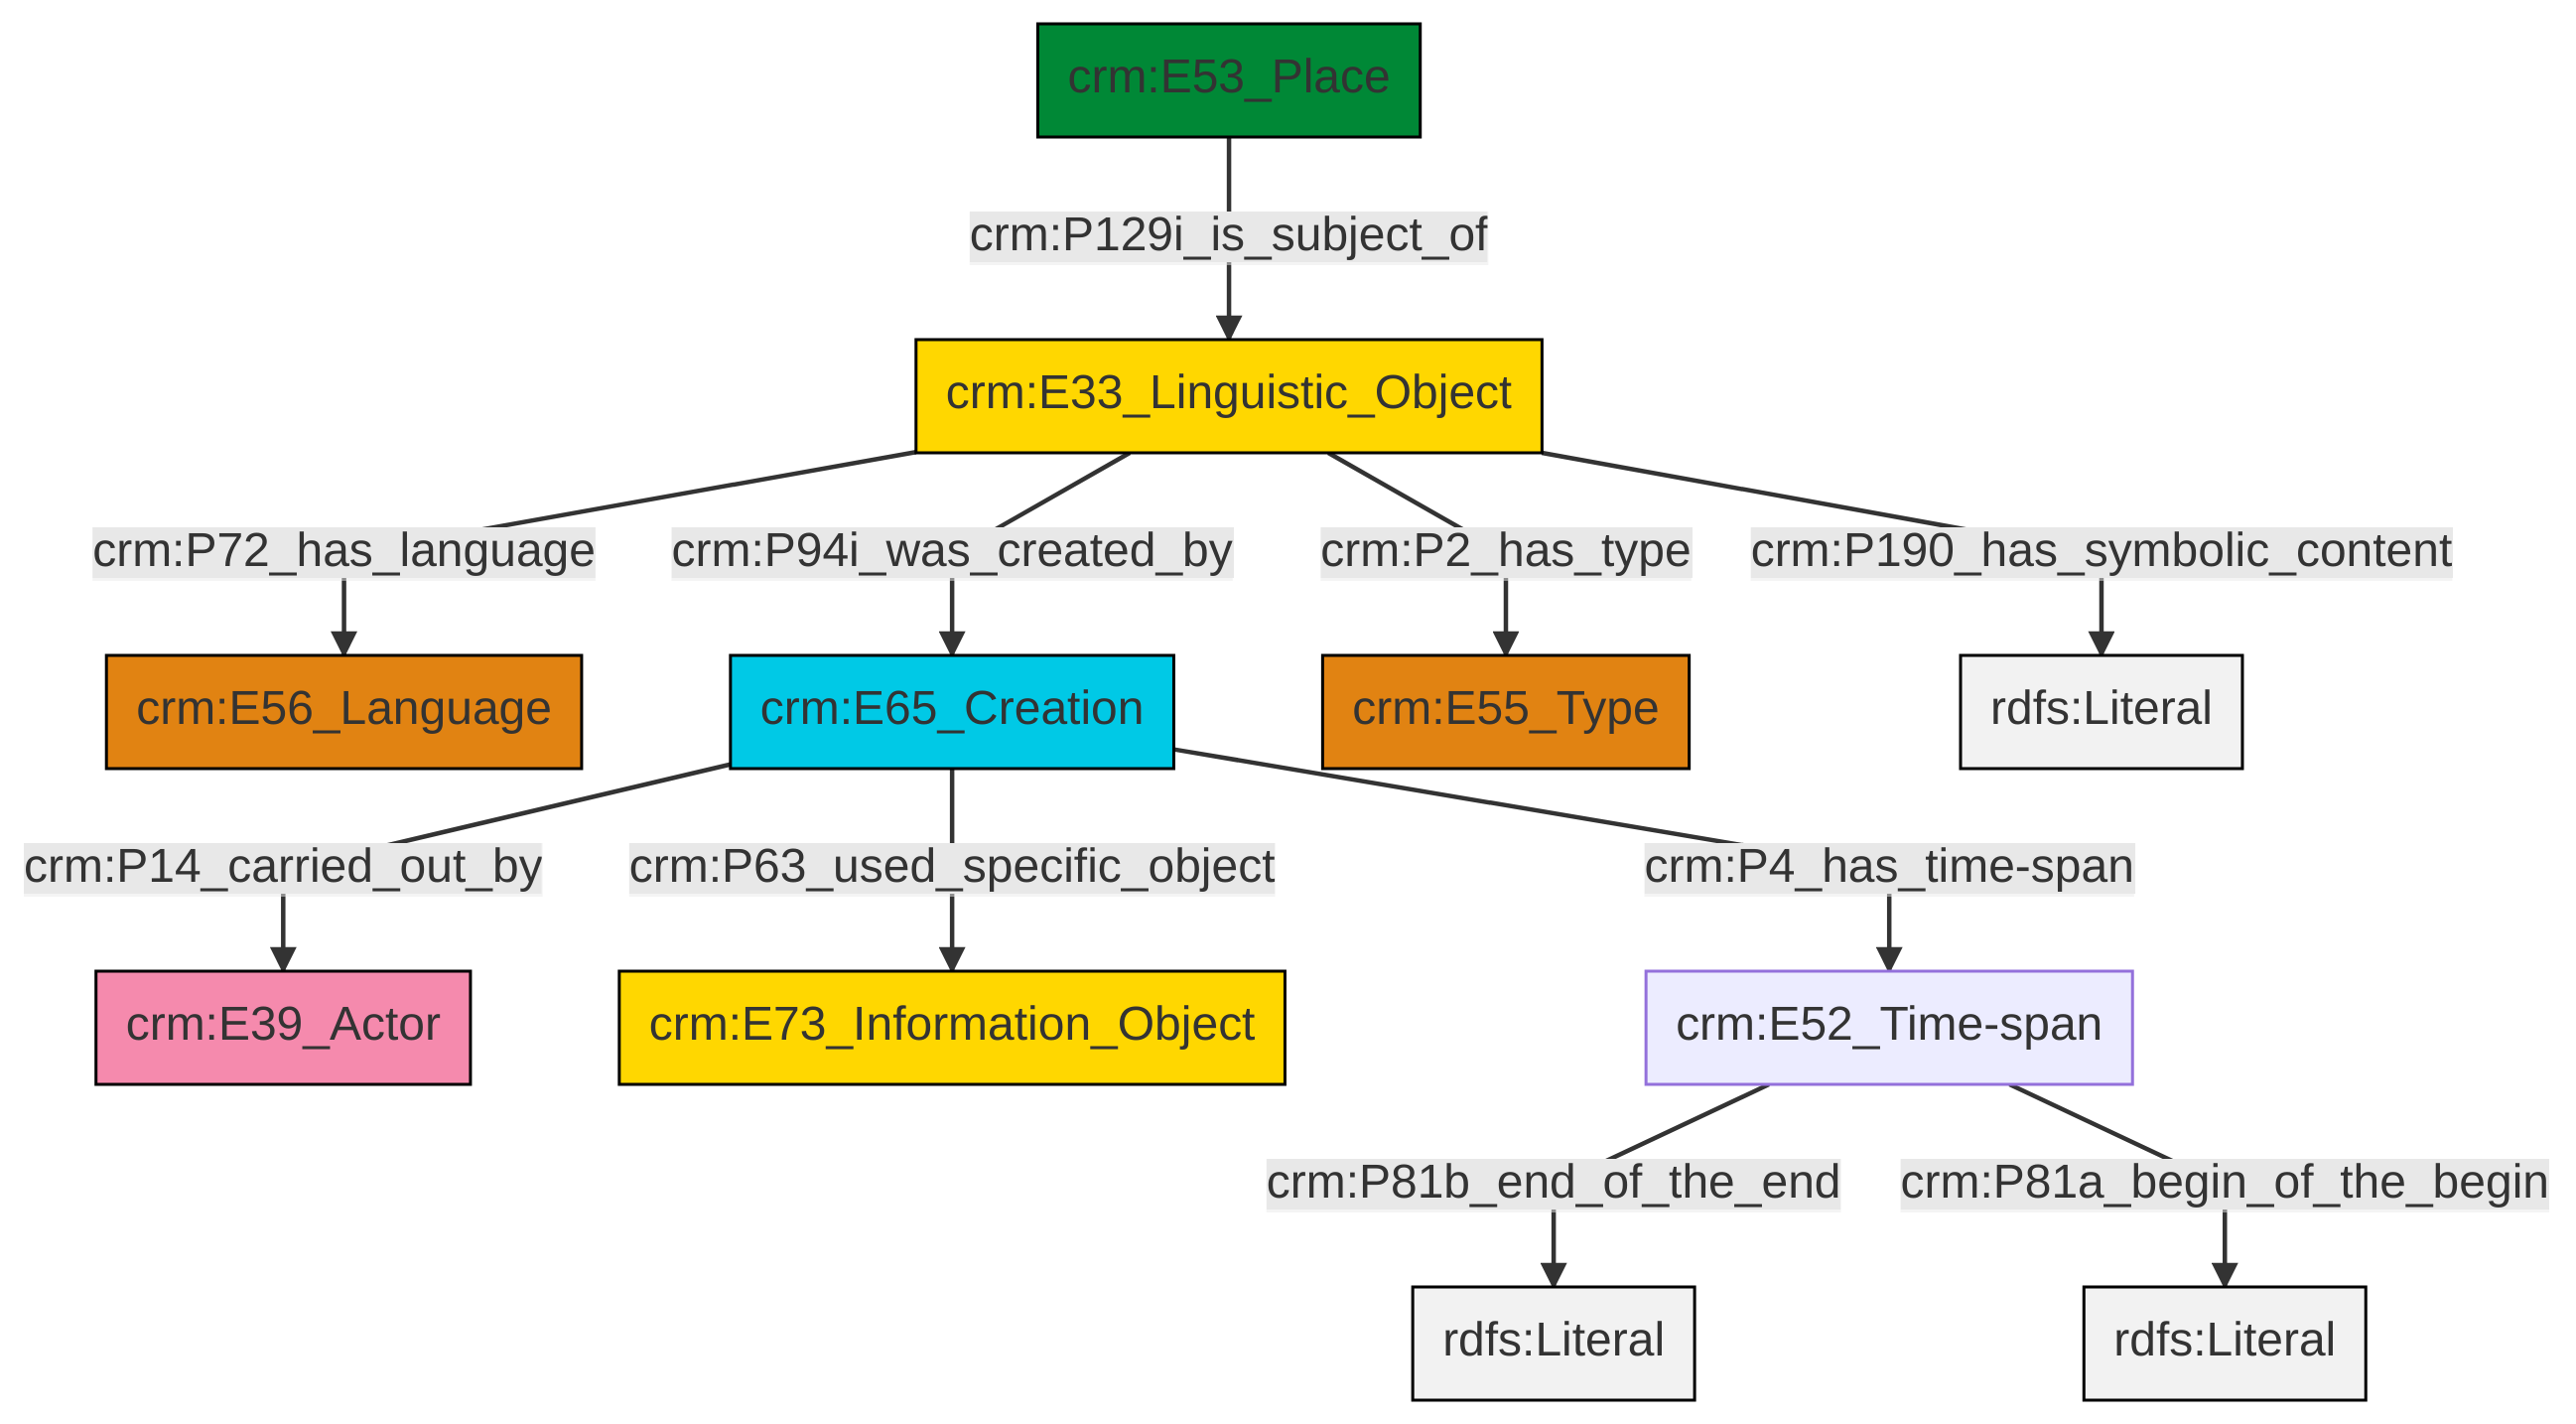 crm:E53_Place
crm:P129i_is_subject_of
crm:E33_Linguistic_Object
crm:P72_has_language
crm:P94i_was_created_by
crm:P2_has_type
crm:P190_has_symbolic_content
crm:E56_Language
crm:E65_Creation
crm:E55_Type
rdfs:Literal
crm:P14_carried_out_by
crm:P63_used_specific_object
crm:P4_has_time-span
crm:E39_Actor
crm:E73_Information_Object
crm:E52_Time-span
crm:P81b_end_of_the_end
crm:P81a_begin_of_the_begin
rdfs:Literal
rdfs:Literal